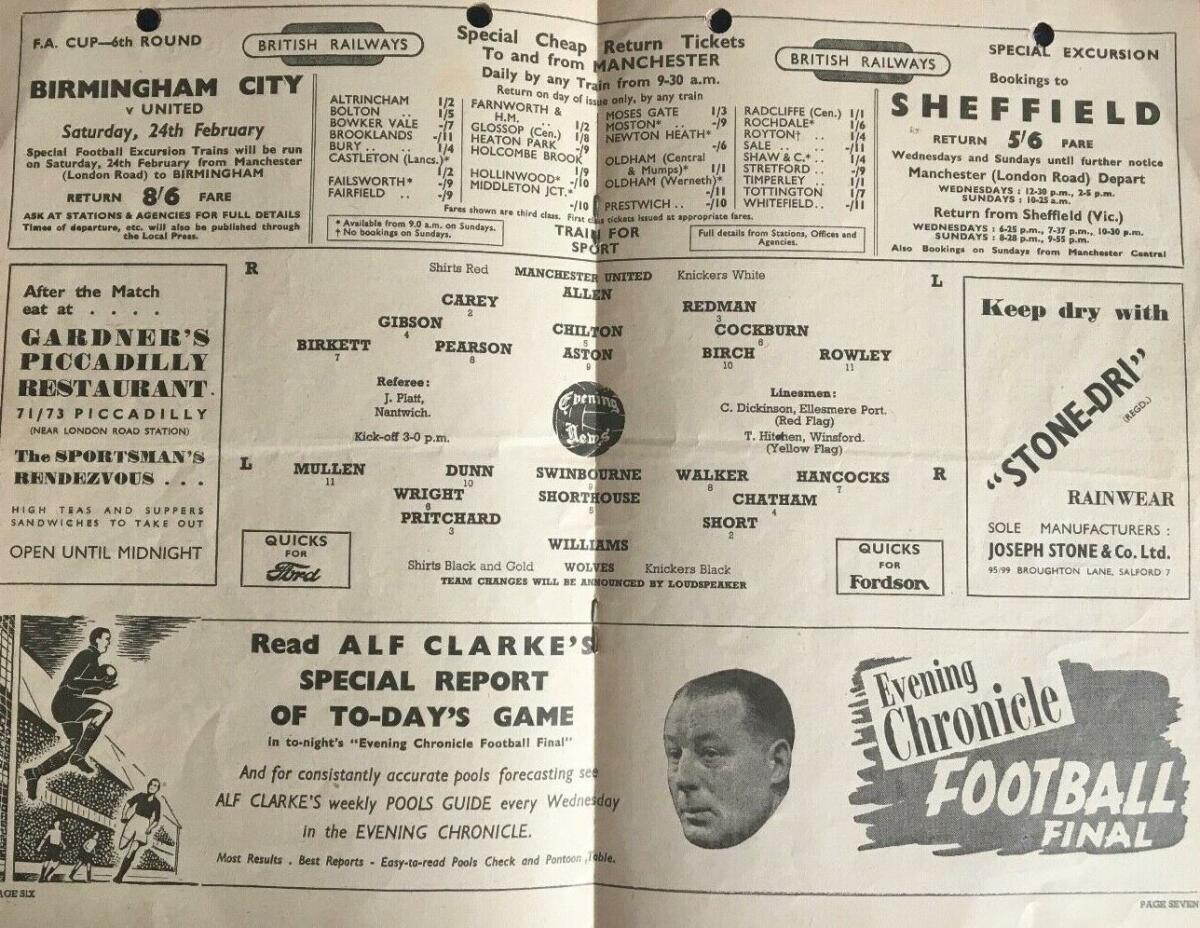 F.A. CUP—6th ROUND
BRITISH RAILWAYS
BIRMINGHAM CITY
v UNITED
Saturday, 24th February
Special Football Excursion Trains will be run
on Saturday, 24th February from Manchester
(London Road) to BIRMINGHAM
RETURN 8/6 FARE
ASK AT STATIONS & AGENCIES FOR FULL DETAILS
Times of departure, etc. will also be published through
the Local Press.
Special Cheap Return Tickets
To and from MANCHESTER
Daily by any Train from 9-30 a.m.
Return on day of issue only, by any train
ALTRINCHAM 1/2
BOLTON .. 1/5
BOWKER VALE -/7
BROOKLANDS -/11
BURY .. .. 1/4
CASTLETON (Lancs.)*
1/2
FAILSWORTH* -/9
FAIRFIELD .. -/9
FARNWORTH &
H.M. .. 1/2
GLOSSOP (Cen.) 1/8
HEATON PARK -/9
HOLCOMBE BROOK
1/9
HOLLINWOOD* -/10
MIDDLETON JCT.*
-/10
MOSES GATE 1/3
MOSTON* .. -/9
NEWTON HEATH*
-/6
OLDHAM (Central
& Mumps)* 1/1
OLDHAM (Werneth)*
-/11
PRESTWICH .. -/10
RADCLIFFE (Cen.) 1/1
ROCHDALE* 1/6
ROYTON† .. 1/4
SALE .. .. -/11
SHAW & C.* .. 1/4
STRETFORD .. -/9
TIMPERLEY .. 1/1
TOTTINGTON 1/7
WHITEFIELD .. -/11
Fares shown are third class. First class tickets issued at appropriate fares.
* Available from 9.0 a.m. on Sundays.
† No bookings on Sundays.
TRAIN FOR
SPORT
Full details from Stations, Offices and
Agencies.
BRITISH RAILWAYS
SPECIAL EXCURSION
Bookings to
SHEFFIELD
RETURN 5/6 FARE
Wednesdays and Sundays until further notice
Manchester (London Road) Depart
WEDNESDAYS : 12-30 p.m., 2-5 p.m.
SUNDAYS : 10-25 a.m.
Return from Sheffield (Vic.)
WEDNESDAYS : 6-25 p.m., 7-37 p.m., 10-30 p.m.
SUNDAYS : 8-28 p.m., 9-55 p.m.
Also Bookings on Sundays from Manchester Central
After the Match
eat at . . . .
GARDNER'S
PICCADILLY
RESTAURANT.
71/73 PICCADILLY
(NEAR LONDON ROAD STATION)
The SPORTSMAN'S
RENDEZVOUS . . .
HIGH TEAS AND SUPPERS
SANDWICHES TO TAKE OUT
OPEN UNTIL MIDNIGHT
R
Shirts Red MANCHESTER UNITED Knickers White
L
ALLEN
CAREY
2
REDMAN
3
GIBSON
4
CHILTON
5
COCKBURN
6
BIRKETT
7
PEARSON
8
ASTON
9
BIRCH
10
ROWLEY
11
Referee:
J. Platt,
Nantwich.
Kick-off 3-0 p.m.
Evening
News
Linesmen:
C. Dickinson, Ellesmere Port.
(Red Flag)
T. Hitchen, Winsford.
(Yellow Flag)
L
MULLEN
11
DUNN
10
SWINBOURNE
9
WALKER
8
HANCOCKS
7
R
WRIGHT
6
SHORTHOUSE
5
CHATHAM
4
PRITCHARD
3
SHORT
2
WILLIAMS
Shirts Black and Gold WOLVES Knickers Black
TEAM CHANGES WILL BE ANNOUNCED BY LOUDSPEAKER
QUICKS
FOR
Ford
QUICKS
FOR
Fordson
Keep dry with
"STONE-DRI"
(REGD.)
RAINWEAR
SOLE MANUFACTURERS :
JOSEPH STONE & Co. Ltd.
95/99 BROUGHTON LANE, SALFORD 7
Read ALF CLARKE'S
SPECIAL REPORT
OF TO-DAY'S GAME
in to-night's "Evening Chronicle Football Final"
And for consistantly accurate pools forecasting see
ALF CLARKE'S weekly POOLS GUIDE every Wednesday
in the EVENING CHRONICLE.
Most Results . Best Reports - Easy-to-read Pools Check and Pontoon Table.
Evening
Chronicle
FOOTBALL
FINAL
AGE SIX
PAGE SEVEN